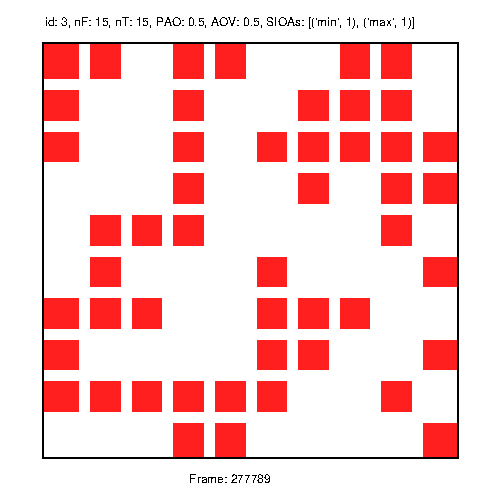 id: 3, nF: 15, nT: 15, PAO: 0.5, AOV: 0.5, SIOAs: [('min', 1), ('max', 1)]
Frame: 277789